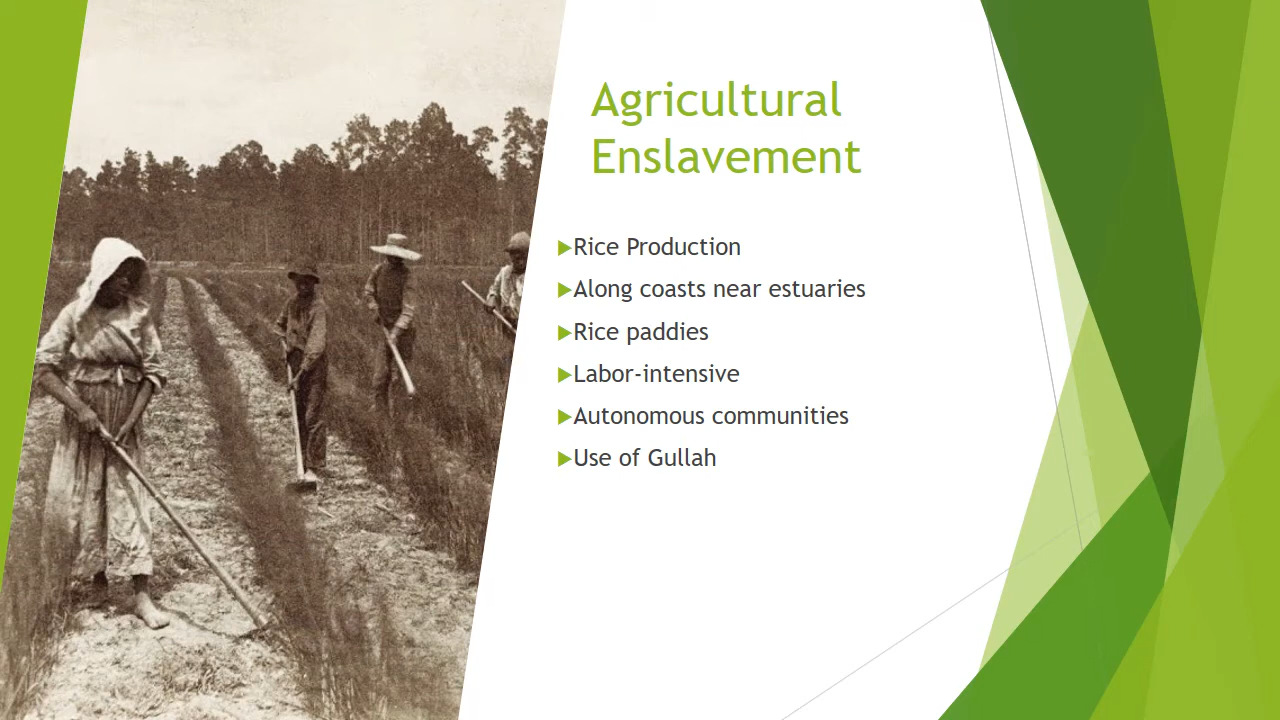 Agricultural
Enslavement
Rice Production
Along coasts near estuaries
Rice paddies
Labor-intensive
Autonomous communities
Use of Gullah